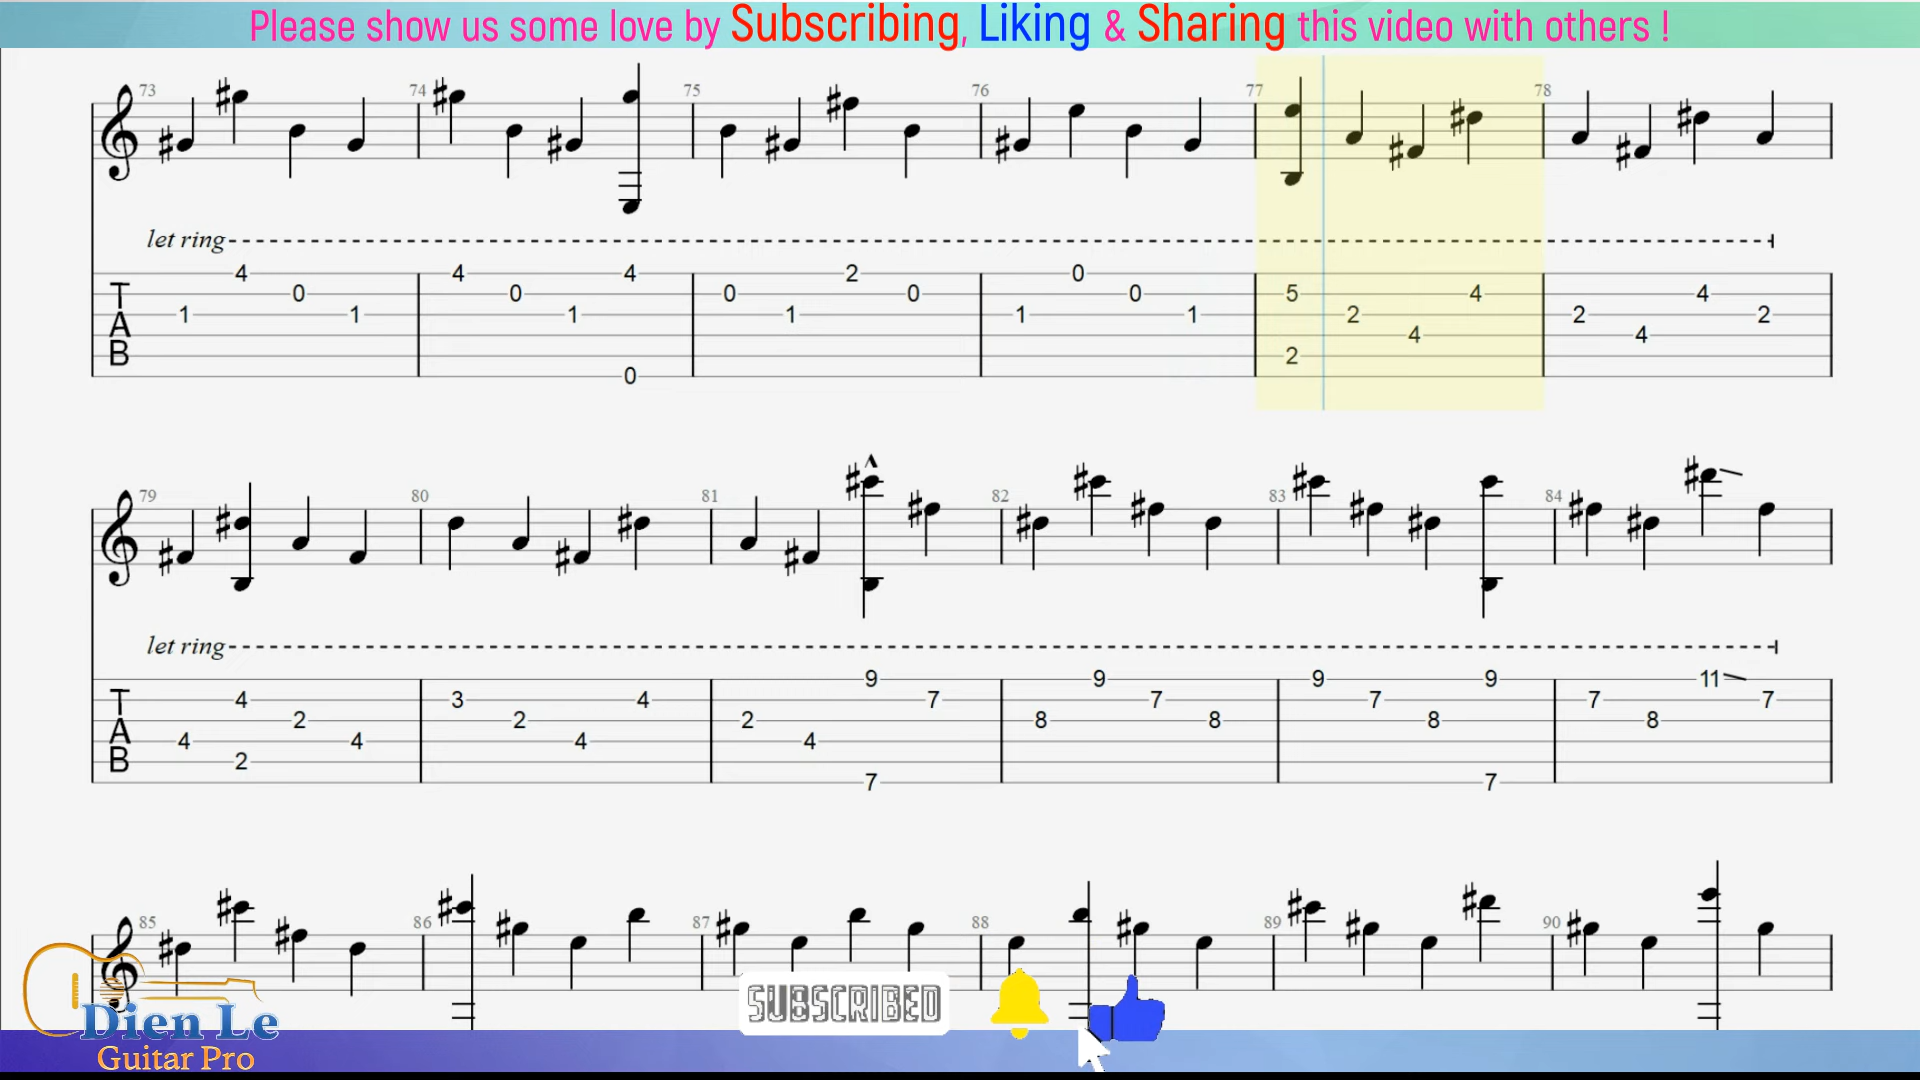 Please show us some love by Subscribing, Liking & Sharing this video with others !
73 74 75 76 77 78
let ring
4 4 4 2 0
0 0 0 0 0 5 4 4
1 1 1 1 1 1 2 2 2
4 4
2
0
TAB
79 80 81 82 83 84
let ring
9 9 9 9 11
4 3 4 7 7 7 7 7
2 2 2 8 8 8 8
4 4 4 4
2
7 7
TAB
85 86 87 88 89 90
SUBSCRIBED
Dien Le
Guitar Pro